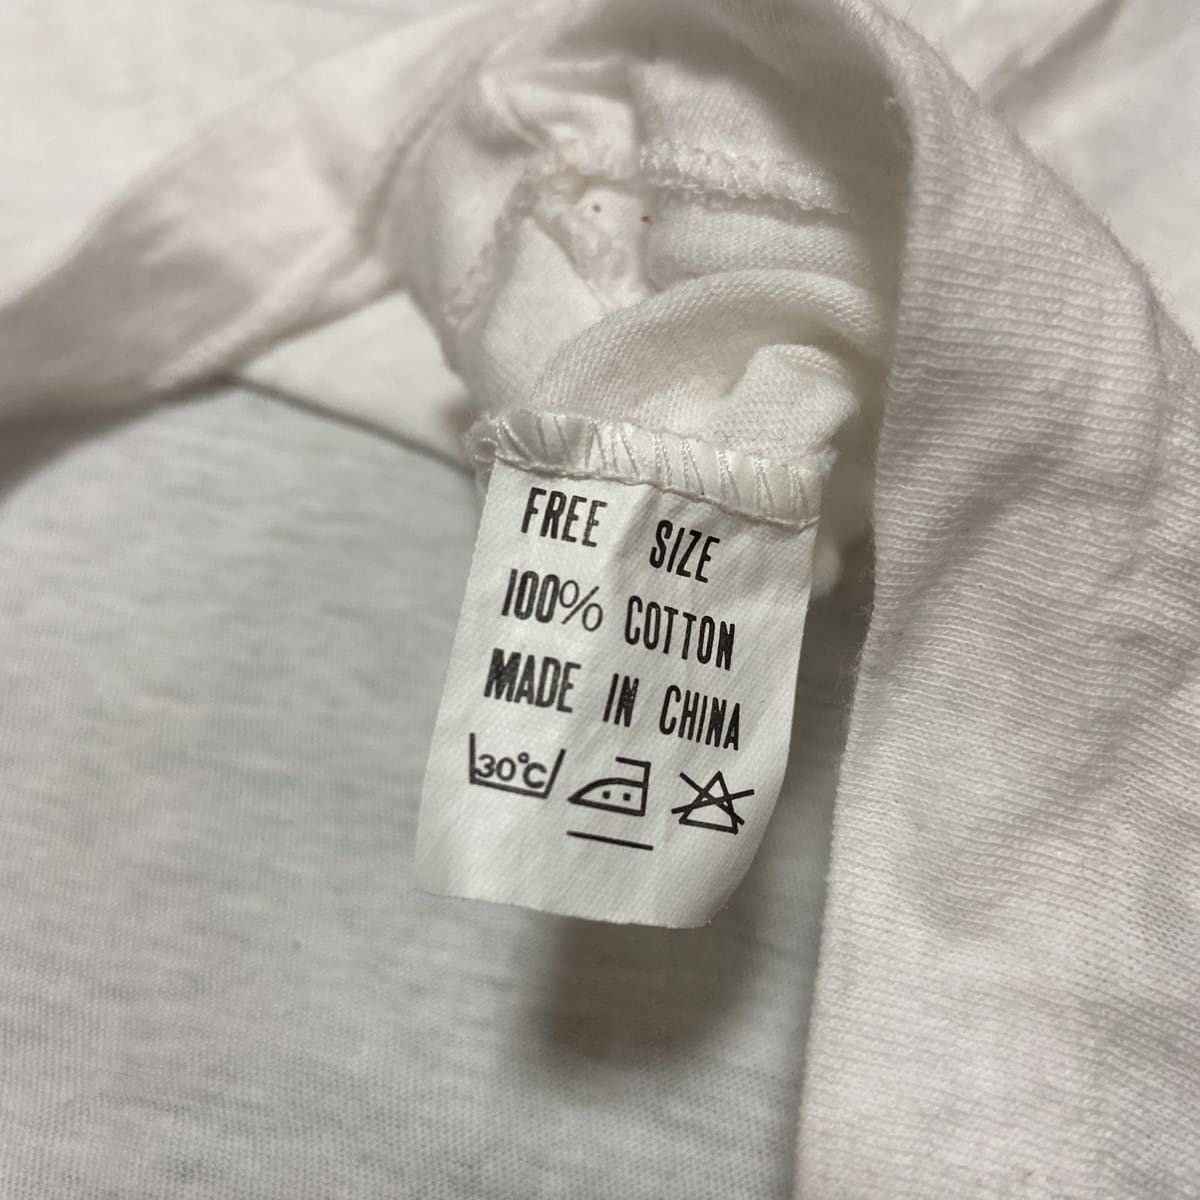 FREE SIZE
100% COTTON
MADE IN CHINA
30°C